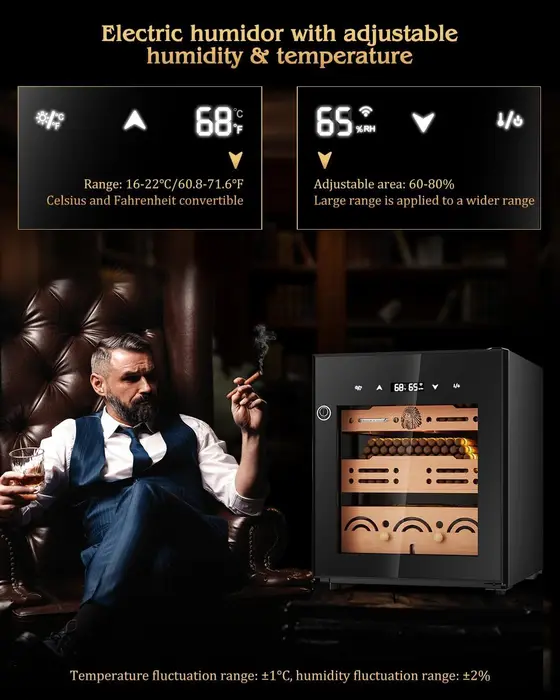 Electric humidor with adjustable
humidity & temperature
°C
°F
68 °C
°F
65 %RH
Range: 16-22°C/60.8-71.6°F
Celsius and Fahrenheit convertible
Adjustable area: 60-80%
Large range is applied to a wider range
68 65
Temperature fluctuation range: ±1°C, humidity fluctuation range: ±2%